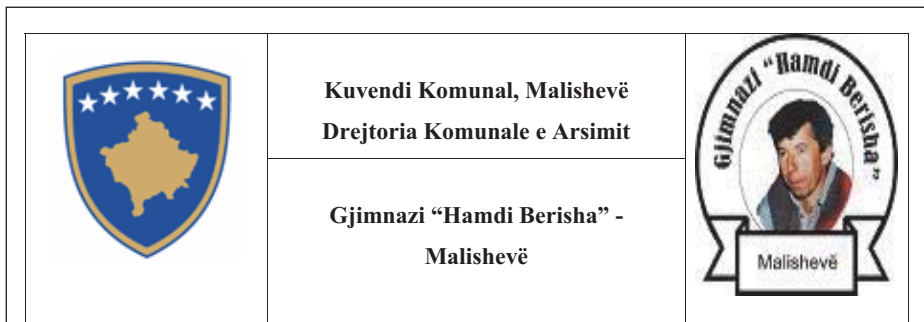 Kuvendi Komunal, Malishevë
Drejtoria Komunale e Arsimit
Gjimnazi “Hamdi Berisha” -
Malishevë
Gjimnazi “Hamdi Berisha”
Malishevë